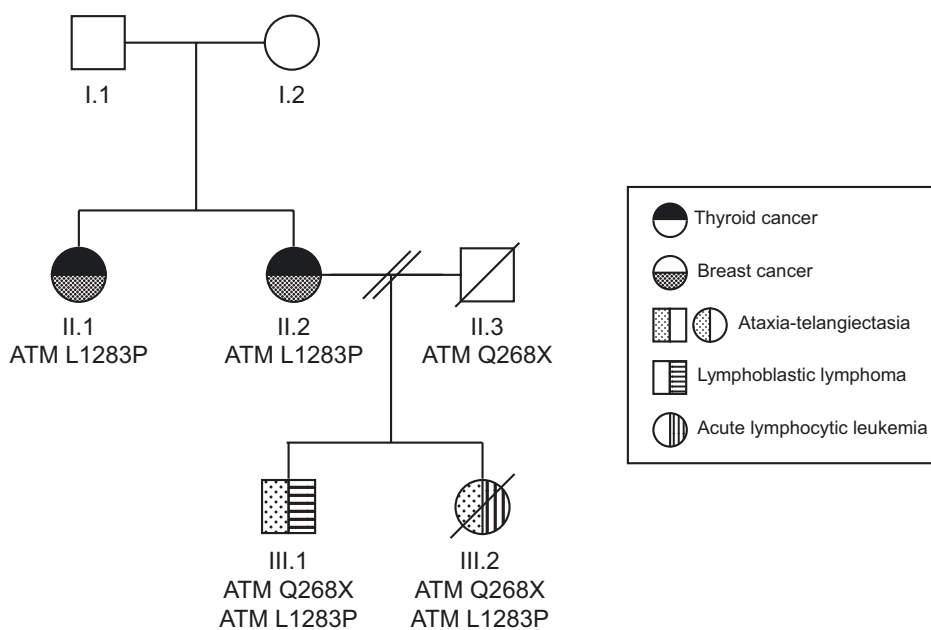 I.1
I.2
II.1
ATM L1283P
II.2
ATM L1283P
II.3
ATM Q268X
III.1
ATM Q268X
ATM L1283P
III.2
ATM Q268X
ATM L1283P
Thyroid cancer
Breast cancer
Ataxia-telangiectasia
Lymphoblastic lymphoma
Acute lymphocytic leukemia